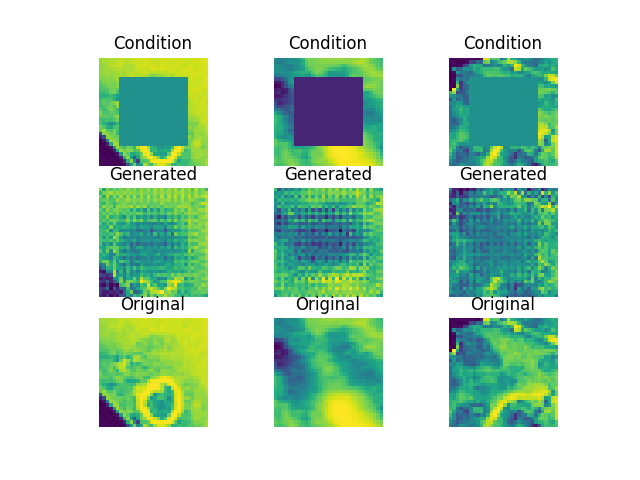 Condition Condition Condition
Generated Generated Generated
Original Original Original